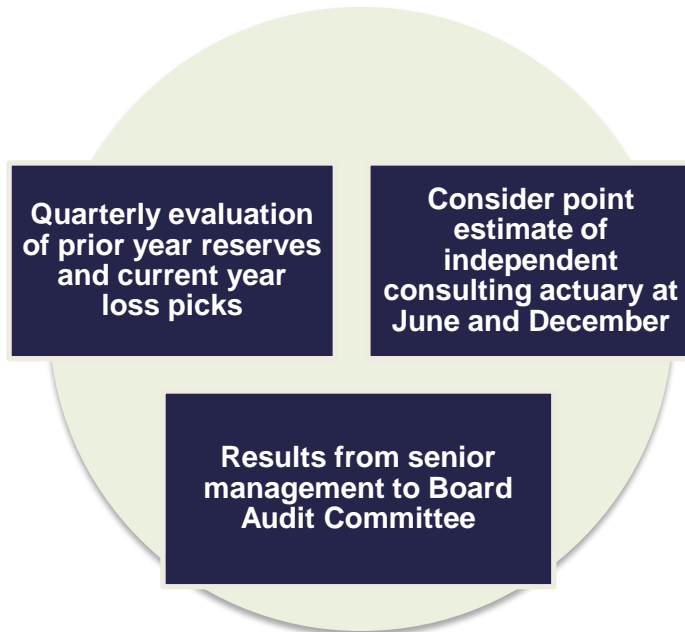 Quarterly evaluation
of prior year reserves
and current year
loss picks
Consider point
estimate of
independent
consulting actuary at
June and December
Results from senior
management to Board
Audit Committee